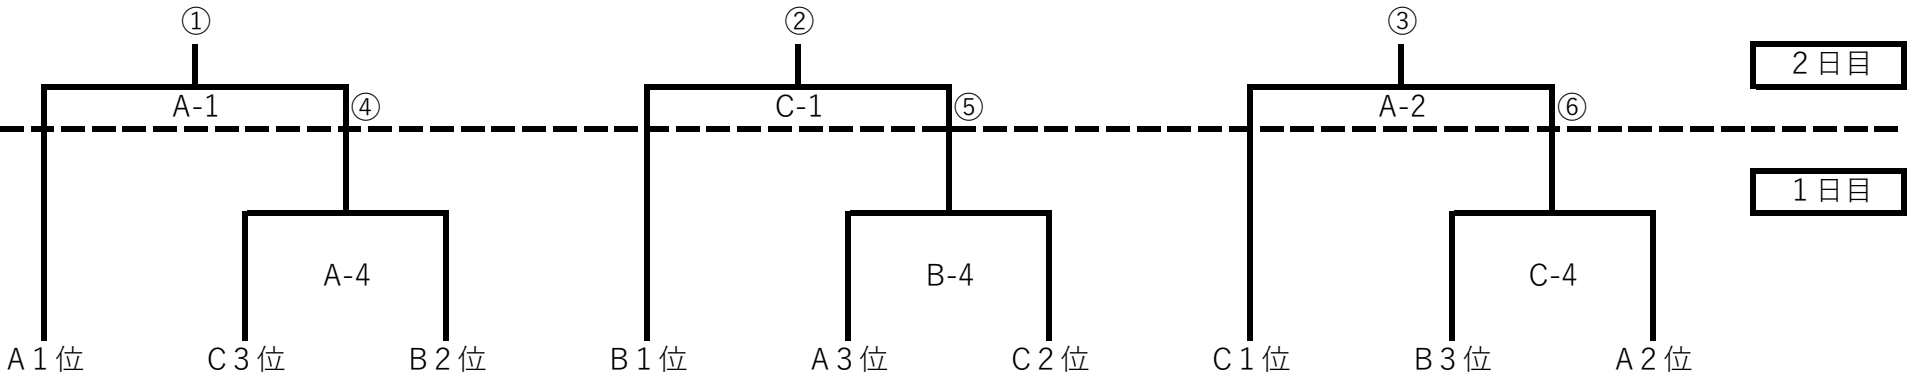 ① ② ③
２日目
A-1 ④ C-1 ⑤ A-2 ⑥
１日目
A-4 B-4 C-4
A１位 C３位 B２位 B１位 A３位 C２位 C１位 B３位 A２位